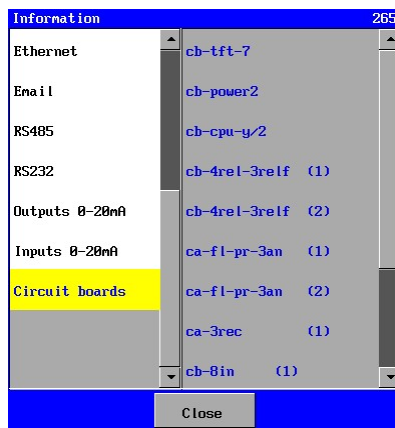 Information 265
Ethernet
Email
RS485
RS232
Outputs 0-20mA
Inputs 0-20mA
Circuit boards
cb-tft-7
cb-power2
cb-cpu-y/2
cb-4rel-3relf (1)
cb-4rel-3relf (2)
ca-fl-pr-3an (1)
ca-fl-pr-3an (2)
ca-3rec (1)
cb-8in (1)
Close